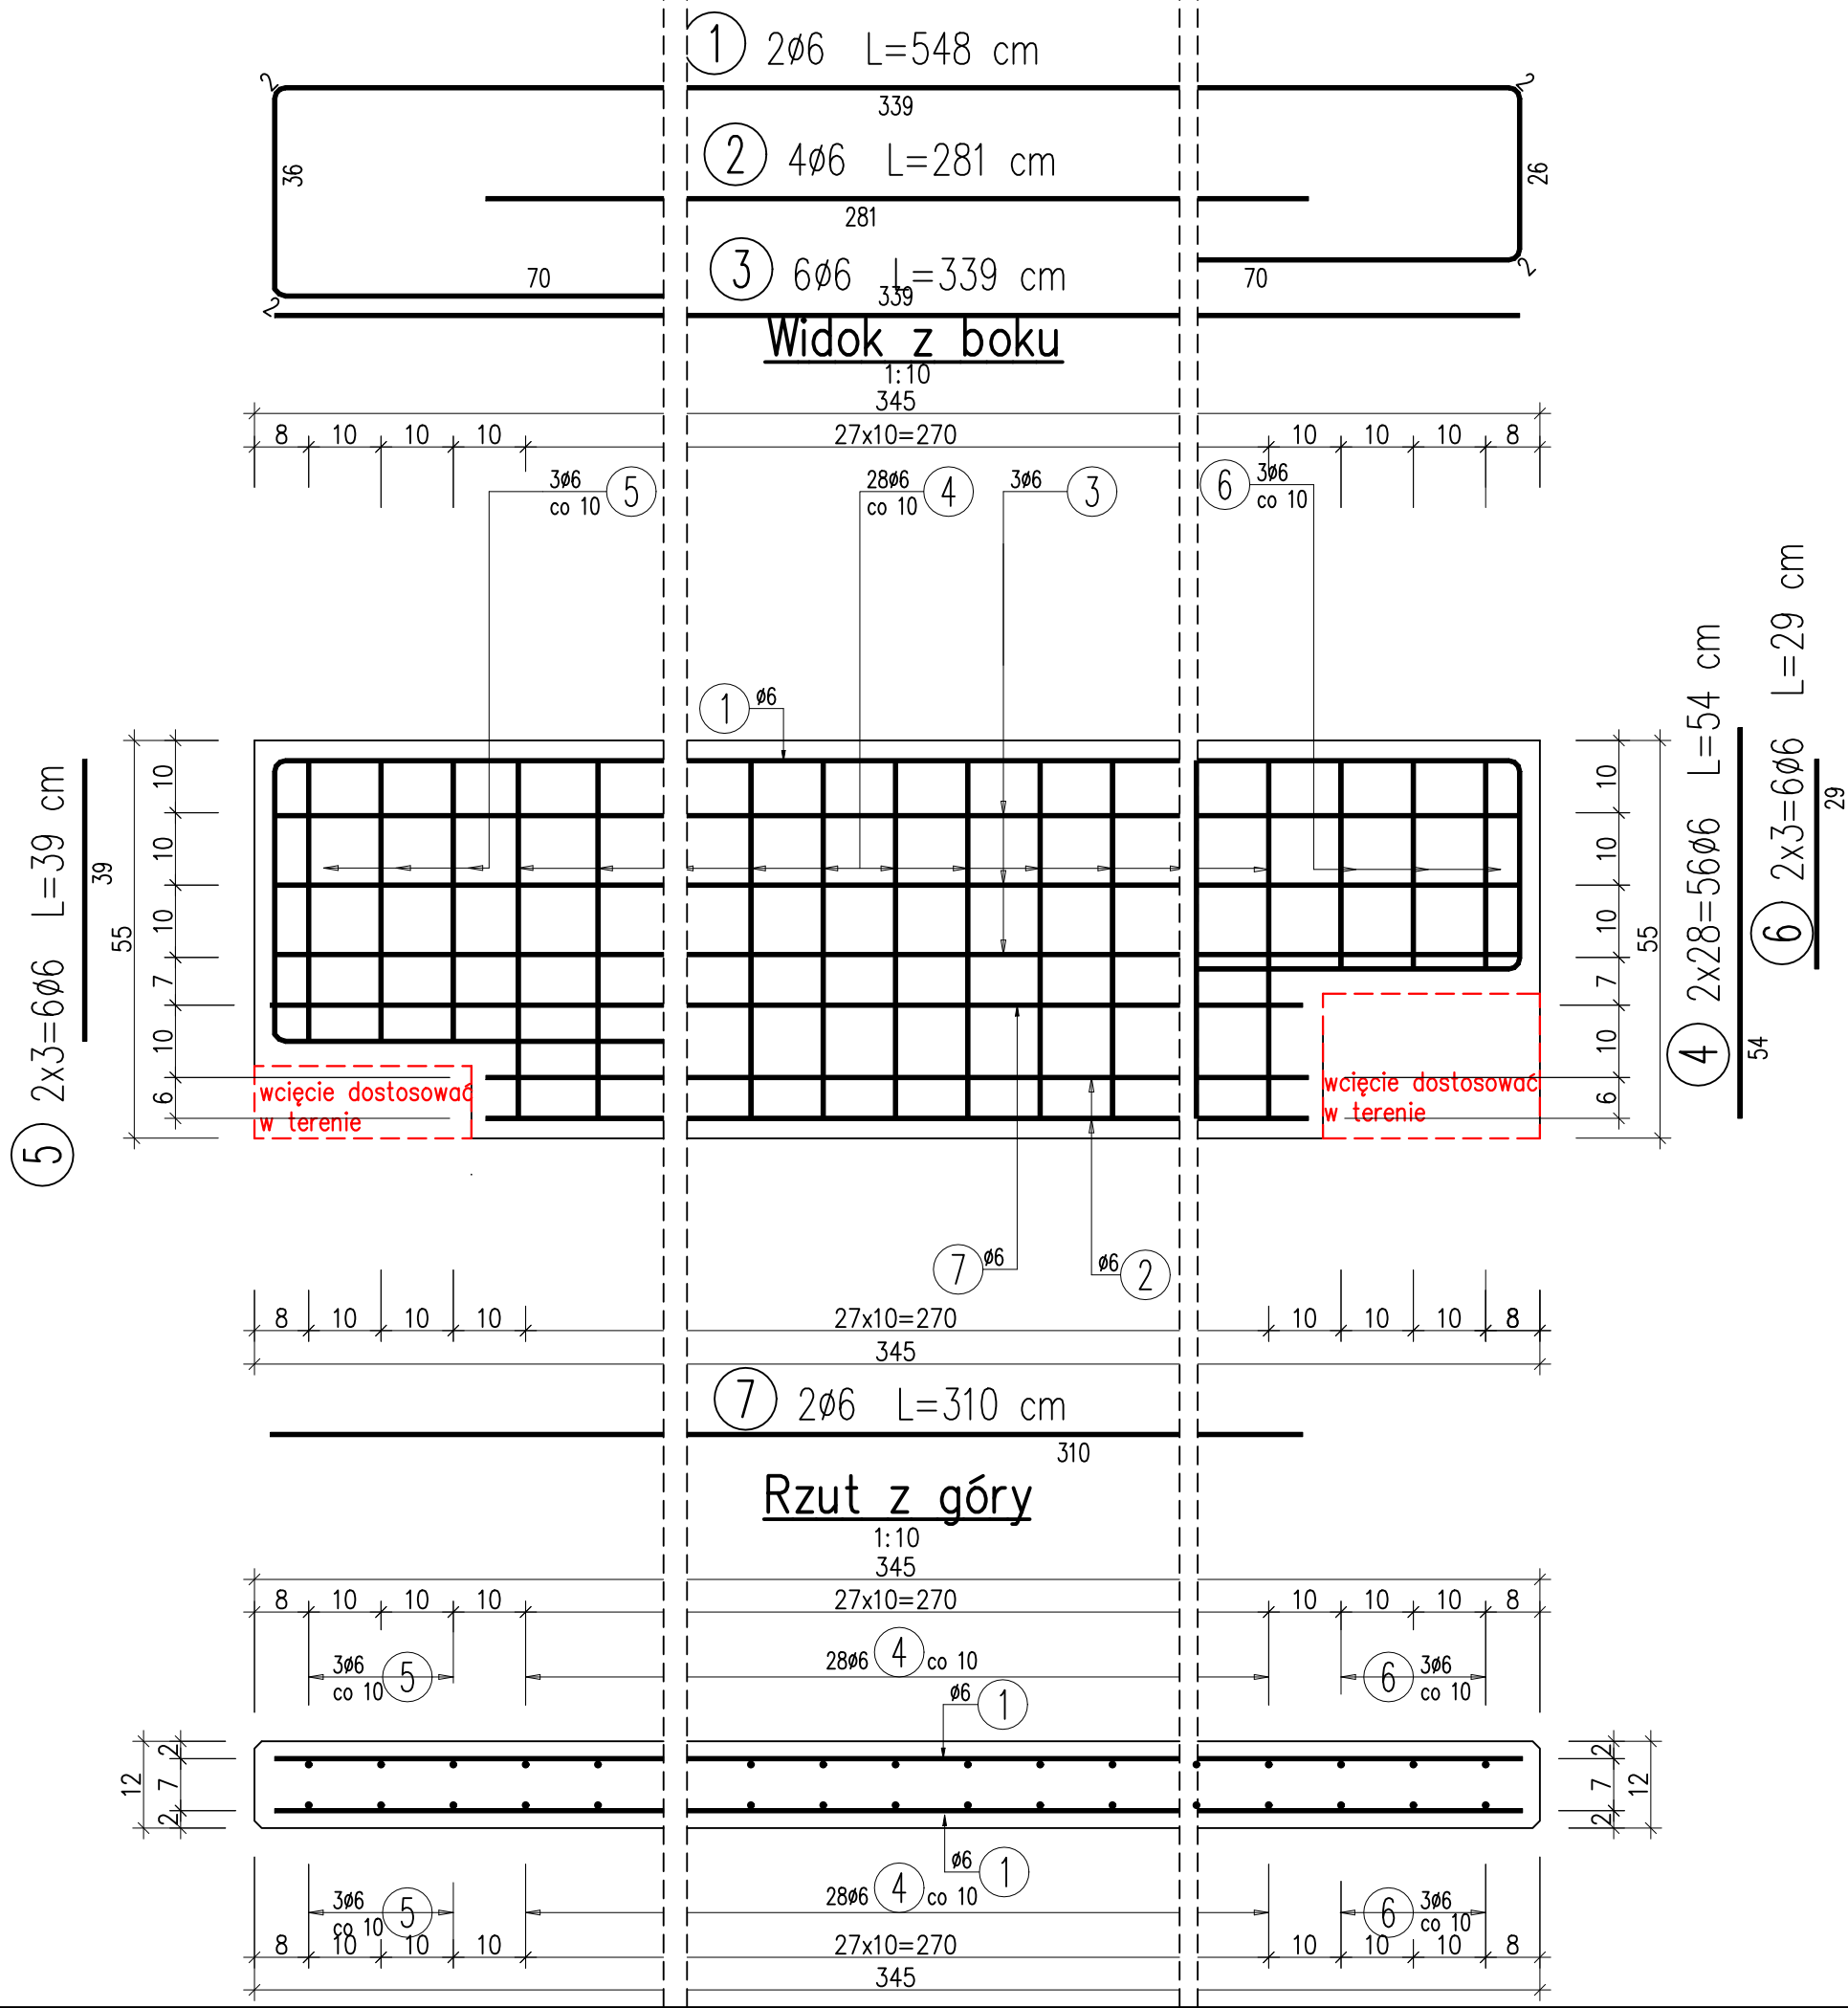 1 2ø6 L=548 cm
2 2
339
2 4ø6 L=281 cm
36 26
281
3 6ø6 L=339 cm
70 339 70
2 2
Widok z boku
1:10
345
8 10 10 10 27x10=270 10 10 10 8
3ø6
co 10 5
28ø6
co 10 4
3ø6 3
6 3ø6
co 10
1 ø6
5 2x3=6ø6 L=39 cm
39
55
10 10 10 7 10 6
10 10 10 7 10 6
55
4 2x28=56ø6 L=54 cm
54
6 2x3=6ø6 L=29 cm
29
wcięcie dostosować
w terenie
wcięcie dostosować
w terenie
7 ø6
ø6 2
8 10 10 10 27x10=270 10 10 10 8
345
7 2ø6 L=310 cm
310
Rzut z góry
1:10
345
8 10 10 10 27x10=270 10 10 10 8
3ø6
co 10 5
28ø6 4 co 10
6 3ø6
co 10
ø6 1
12 2 7 2
2 7 2 12
ø6 1
3ø6
co 10 5
28ø6 4 co 10
6 3ø6
co 10
8 10 10 10 27x10=270 10 10 10 8
345